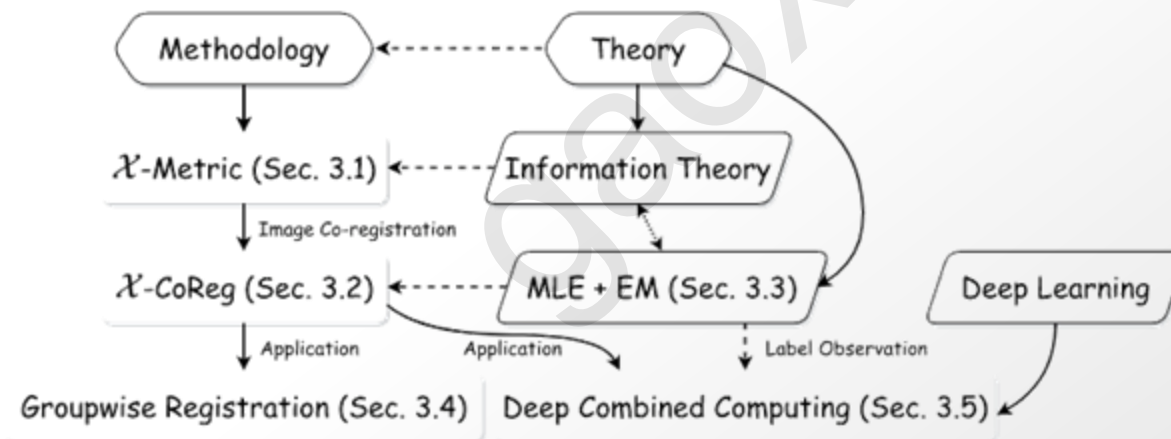 Methodology
Theory
𝒳-Metric (Sec. 3.1)
Information Theory
Image Co-registration
𝒳-CoReg (Sec. 3.2)
MLE + EM (Sec. 3.3)
Deep Learning
Application
Application
Label Observation
Groupwise Registration (Sec. 3.4)
Deep Combined Computing (Sec. 3.5)